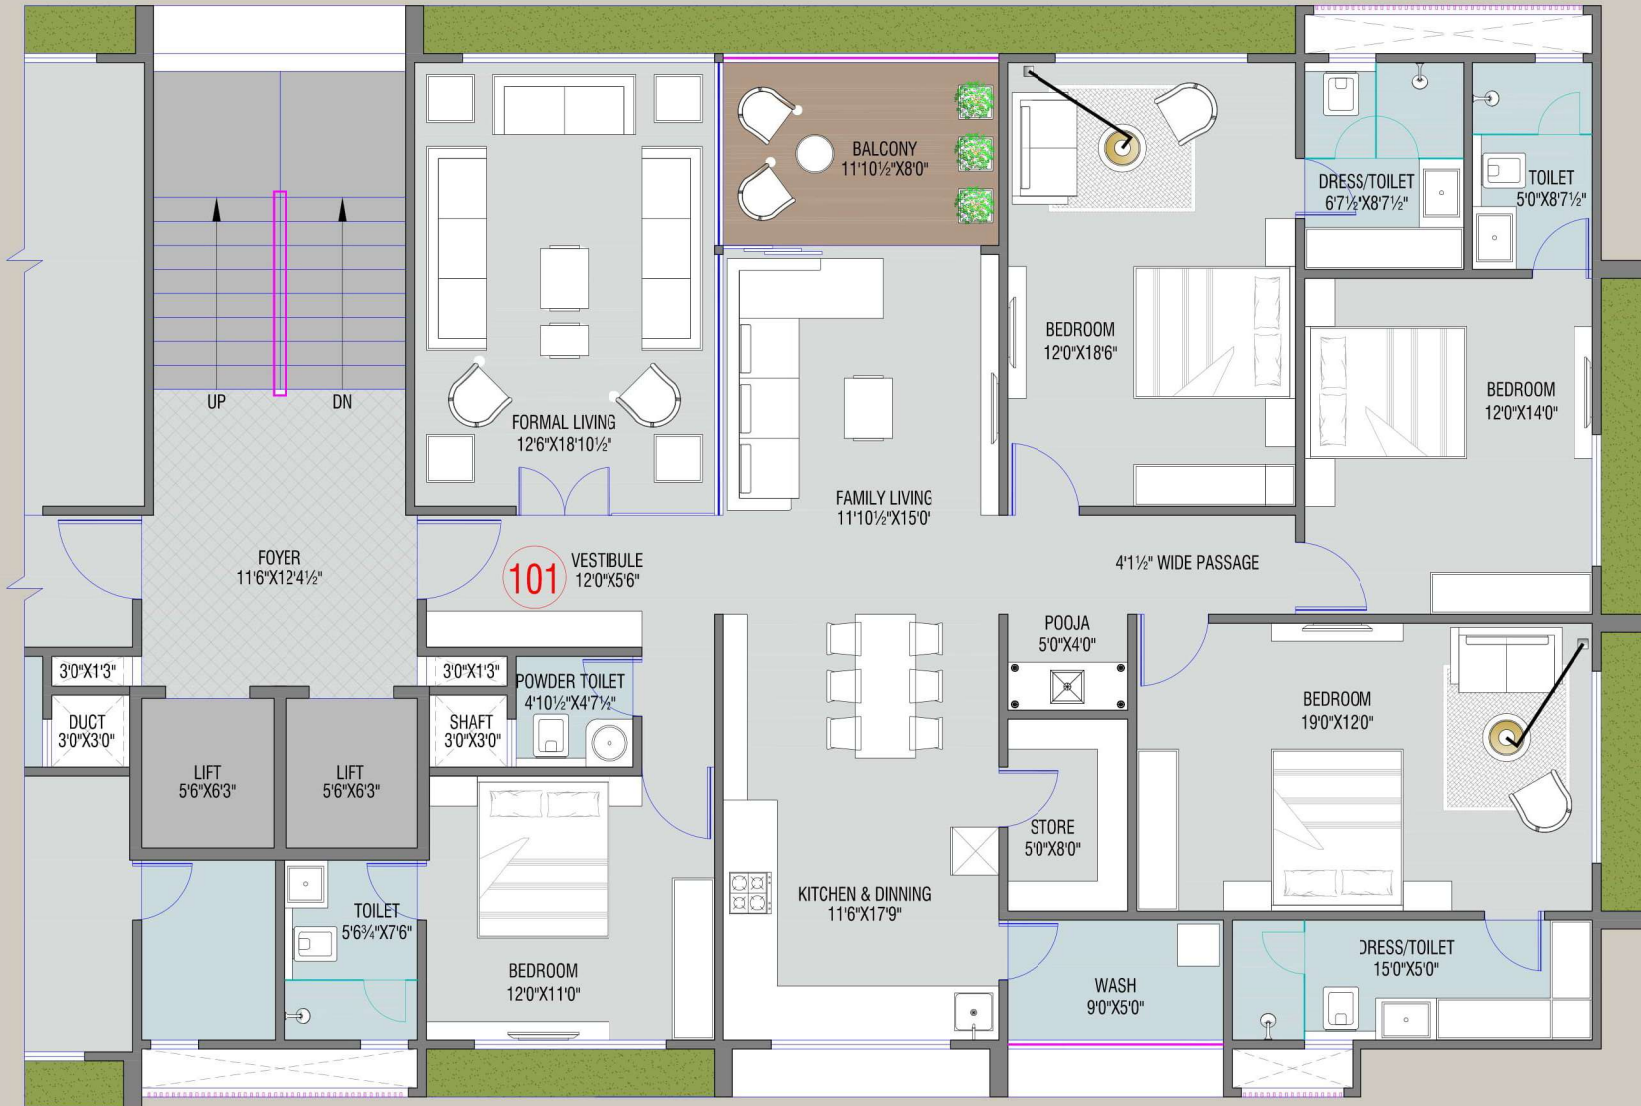 BALCONY
11'10½"X8'0"
DRESS/TOILET
6'7½"X8'7½"
TOILET
5'0"X8'7½"
BEDROOM
12'0"X18'6"
BEDROOM
12'0"X14'0"
UP
DN
FORMAL LIVING
12'6"X18'10½"
FAMILY LIVING
11'10½"X15'0"
FOYER
11'6"X12'4½"
101
VESTIBULE
12'0"X5'6"
4'1½" WIDE PASSAGE
POOJA
5'0"X4'0"
3'0"X1'3"
3'0"X1'3"
POWDER TOILET
4'10½"X4'7½"
BEDROOM
19'0"X12'0"
DUCT
3'0"X3'0"
SHAFT
3'0"X3'0"
LIFT
5'6"X6'3"
LIFT
5'6"X6'3"
STORE
5'0"X8'0"
KITCHEN & DINNING
11'6"X17'9"
TOILET
5'6¾"X7'6"
BEDROOM
12'0"X11'0"
DRESS/TOILET
15'0"X5'0"
WASH
9'0"X5'0"